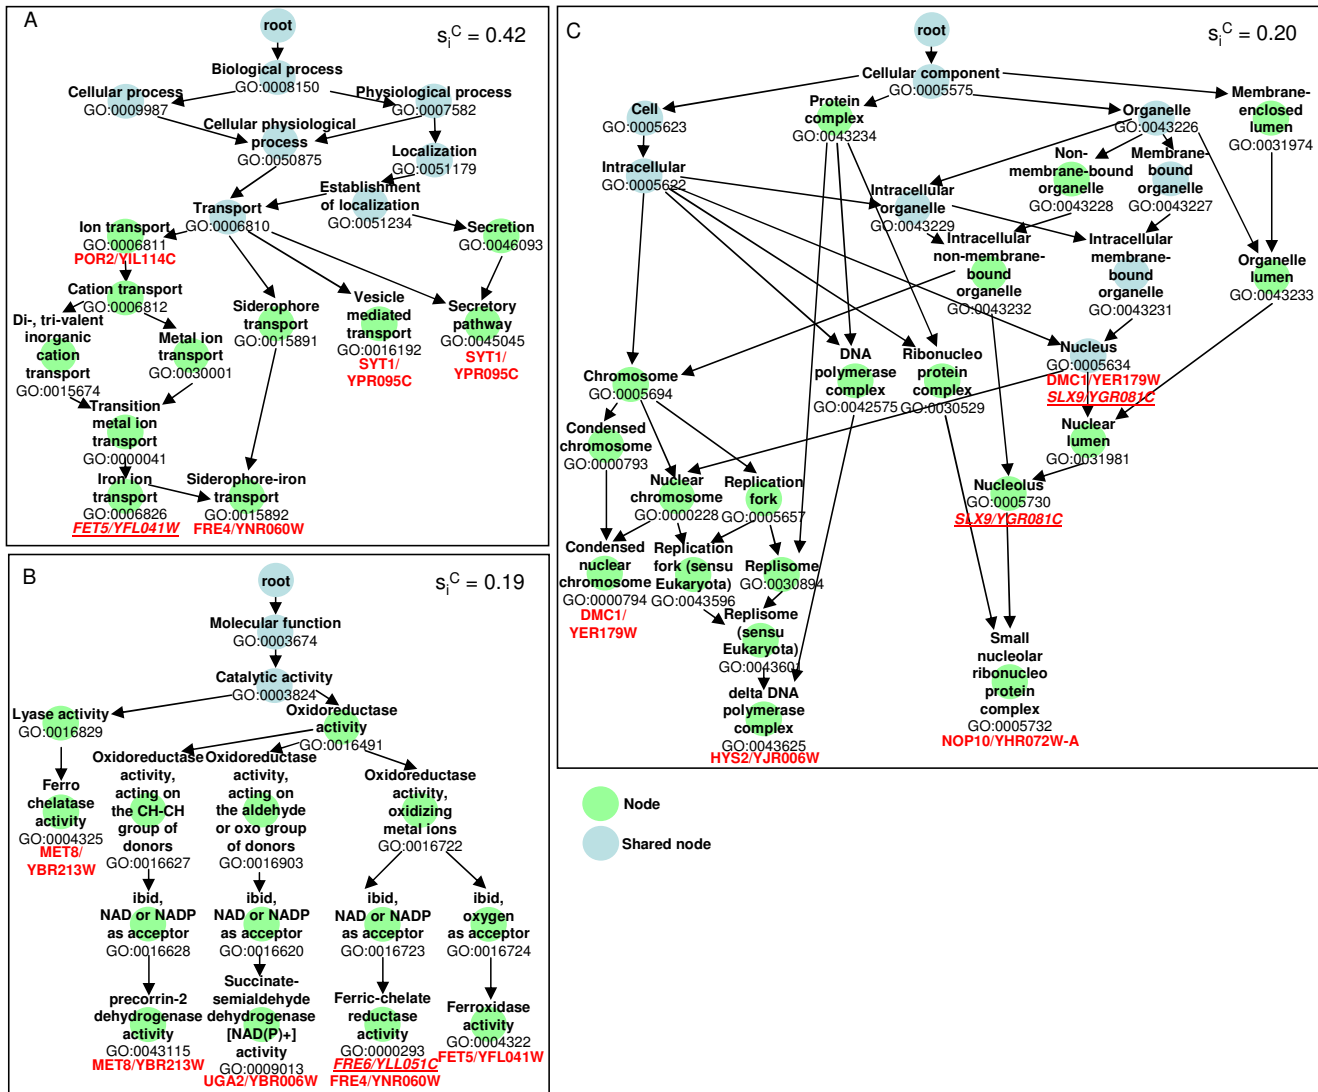 A
root
s_i^C = 0.42
Biological process
GO:0008150
Cellular process
GO:0009987
Physiological process
GO:0007582
Cellular physiological
process
GO:0050875
Localization
GO:0051179
Establishment
of localization
GO:0051234
Transport
GO:0006810
Ion transport
GO:0006811
POR2/YIL114C
Secretion
GO:0046093
Cation transport
GO:0006812
Siderophore
transport
GO:0015891
Vesicle
mediated
transport
GO:0016192
SYT1/
YPR095C
Secretory
pathway
GO:0045045
SYT1/
YPR095C
Di-, tri-valent
inorganic
cation
transport
GO:0015674
Metal ion
transport
GO:0030001
Transition
metal ion
transport
GO:0000041
Iron ion
transport
GO:0006826
FET5/YFL041W
Siderophore-iron
transport
GO:0015892
FRE4/YNR060W
B
root
s_i^C = 0.19
Molecular function
GO:0003674
Catalytic activity
GO:0003824
Lyase activity
GO:0016829
Oxidoreductase
activity
GO:0016491
Ferro
chelatase
activity
GO:0004325
MET8/
YBR213W
Oxidoreductase
activity,
acting on
the CH-CH
group of
donors
GO:0016627
Oxidoreductase
activity,
acting on
the aldehyde
or oxo group
of donors
GO:0016903
Oxidoreductase
activity,
oxidizing
metal ions
GO:0016722
ibid,
NAD or NADP
as acceptor
GO:0016628
ibid,
NAD or NADP
as acceptor
GO:0016620
ibid,
NAD or NADP
as acceptor
GO:0016723
ibid,
oxygen
as acceptor
GO:0016724
precorrin-2
dehydrogenase
activity
GO:0043115
MET8/YBR213W
Succinate-
semialdehyde
dehydrogenase
[NAD(P)+]
activity
GO:0009013
UGA2/YBR006W
Ferric-chelate
reductase
activity
GO:0000293
FRE6/YLL051C
FRE4/YNR060W
Ferroxidase
activity
GO:0004322
FET5/YFL041W
C
root
s_i^C = 0.20
Cellular component
GO:0005575
Cell
GO:0005623
Protein
complex
GO:0043234
Organelle
GO:0043226
Membrane-
enclosed
lumen
GO:0031974
Intracellular
GO:0005622
Non-
membrane-bound
organelle
GO:0043228
Membrane-
bound
organelle
GO:0043227
Intracellular
organelle
GO:0043229
Intracellular
non-membrane-
bound
organelle
GO:0043232
Intracellular
membrane-
bound
organelle
GO:0043231
Organelle
lumen
GO:0043233
Chromosome
GO:0005694
DNA
polymerase
complex
GO:0042575
Ribonucleo
protein
complex
GO:0030529
Nucleus
GO:0005634
DMC1/YER179W
SLX9/YGR081C
Condensed
chromosome
GO:0000793
Nuclear
lumen
GO:0031981
Nuclear
chromosome
GO:0000228
Replication
fork
GO:0005657
Nucleolus
GO:0005730
SLX9/YGR081C
Condensed
nuclear
chromosome
GO:0000794
DMC1/
YER179W
Replication
fork (sensu
Eukaryota)
GO:0043596
Replisome
GO:0030894
Replisome
(sensu
Eukaryota)
GO:0043601
delta DNA
polymerase
complex
GO:0043625
HYS2/YJR006W
Small
nucleolar
ribonucleo
protein
complex
GO:0005732
NOP10/YHR072W-A
Node
Shared node